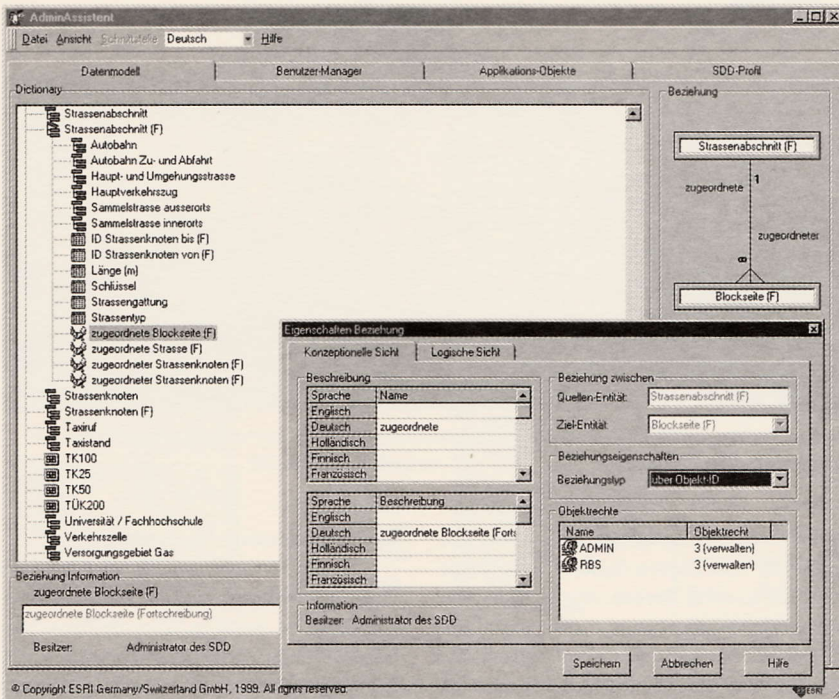 AdminAssistent
Datei Ansicht Schnittstelle Deutsch Hilfe
Datenmodell Benutzer-Manager Applikations-Objekte SDD-Profil
Dictionary
Strassenabschnitt
Strassenabschnitt (F)
Autobahn
Autobahn Zu- und Abfahrt
Haupt- und Umgehungsstrasse
Hauptverkehrszug
Sammelstrasse ausserorts
Sammelstrasse innerorts
ID Strassenknoten bis (F)
ID Strassenknoten von (F)
Länge (m)
Schlüssel
Strassengattung
Strassentyp
zugeordnete Blockseite (F)
zugeordnete Strasse (F)
zugeordneter Strassenknoten (F)
zugeordneter Strassenknoten (F)
Strassenknoten
Strassenknoten (F)
Taxiruf
Taxistand
TK100
TK25
TK50
TÜK200
Universität / Fachhochschule
Verkehrszelle
Versorgungsgebiet Gas
Beziehung
Strassenabschnitt (F)
zugeordnete 1
zugeordneter
∞
Blockseite (F)
Beziehung Information
zugeordnete Blockseite (F)
zugeordnete Blockseite (Fortschreibung)
Besitzer: Administrator des SDD
Eigenschaften Beziehung
Konzeptionelle Sicht Logische Sicht
Beschreibung
Sprache Name
Englisch
Deutsch zugeordnete
Holländisch
Finnisch
Französisch
Sprache Beschreibung
Englisch
Deutsch zugeordnete Blockseite (Forts
Holländisch
Finnisch
Französisch
Information
Besitzer: Administrator des SDD
Beziehung zwischen
Quellen-Entität: Strassenabschnitt (F)
Ziel-Entität: Blockseite (F)
Beziehungseigenschaften
Beziehungstyp über Objekt-ID
Objektrechte
Name Objektrecht
ADMIN 3 (verwalten)
RBS 3 (verwalten)
Speichern Abbrechen Hilfe
© Copyright ESRI Germany/Switzerland GmbH, 1999. All rights reserved.
ESRI